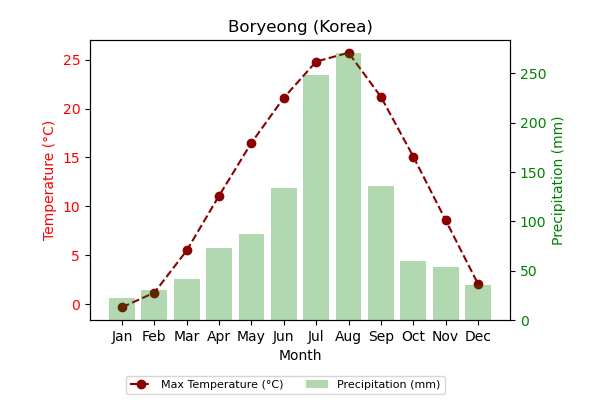 Boryeong (Korea)
25
20
15
10
5
0
Temperature (°C)
250
200
150
100
50
0
Precipitation (mm)
Jan Feb Mar Apr May Jun Jul Aug Sep Oct Nov Dec
Month
Max Temperature (°C) Precipitation (mm)